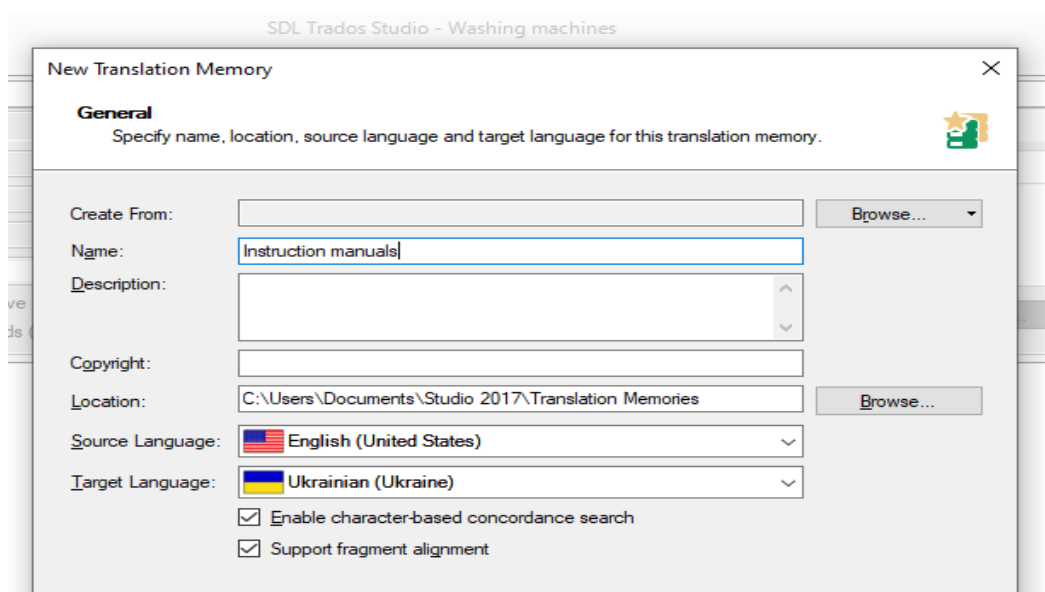 SDL Trados Studio - Washing machines
New Translation Memory
General
Specify name, location, source language and target language for this translation memory.
Create From:
Browse...
Name: Instruction manuals
Description:
ve
ds (
Copyright:
Location: C:\Users\Documents\Studio 2017\Translation Memories Browse...
Source Language: English (United States)
Target Language: Ukrainian (Ukraine)
Enable character-based concordance search
Support fragment alignment